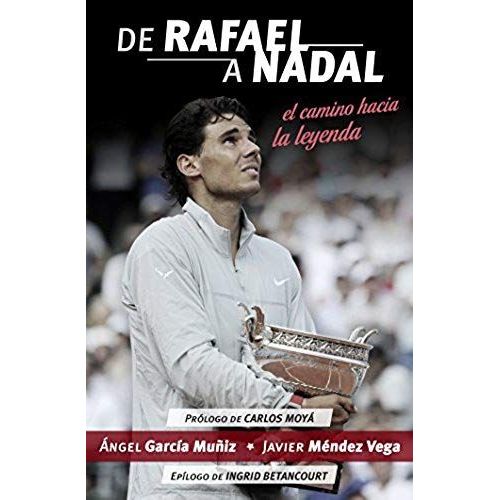 DE RAFAEL
A NADAL
el camino hacia
la leyenda
PRÓLOGO DE CARLOS MOYÁ
ÁNGEL GARCÍA MUÑIZ ★ JAVIER MÉNDEZ VEGA
EPÍLOGO DE INGRID BETANCOURT